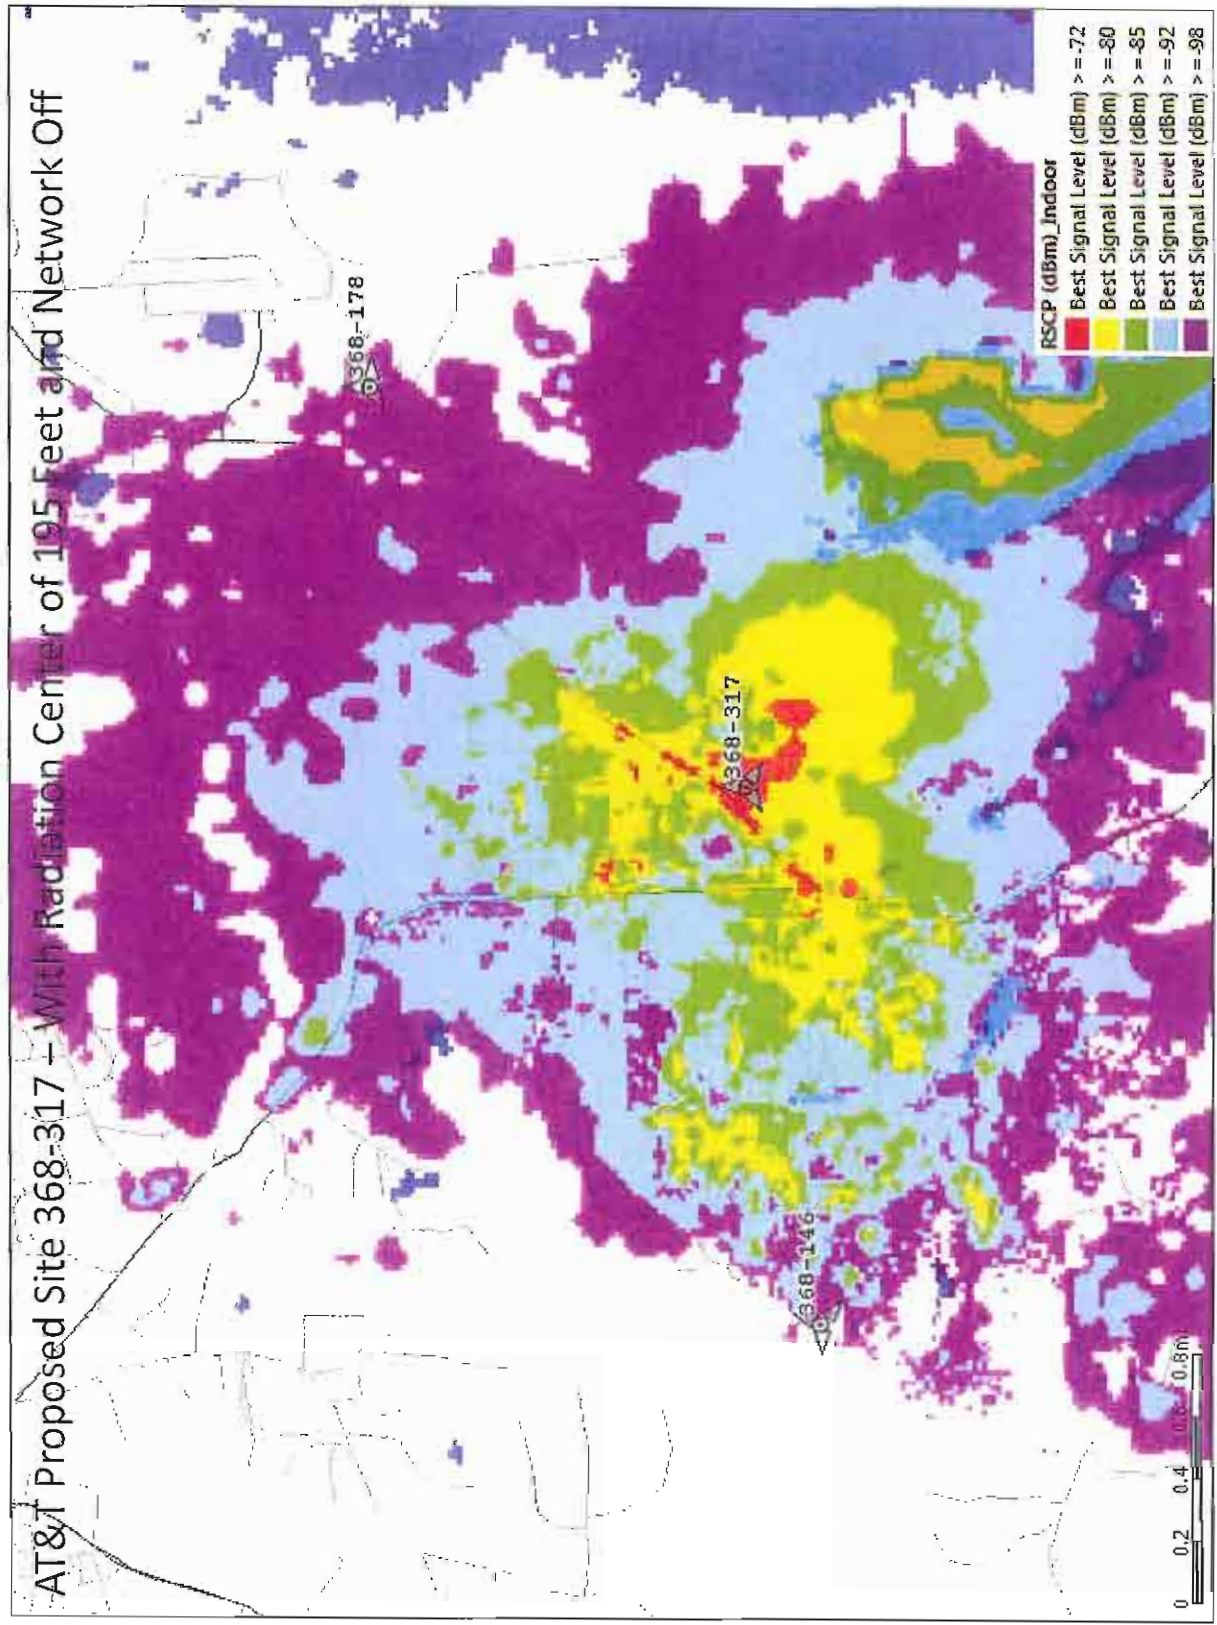 AT&T Proposed Site 368-317 – With Radiation Center of 195 Feet and Network Off
368-178
368-317
368-146
RSCP (dBm)_Indoor
Best Signal Level (dBm) >=-72
Best Signal Level (dBm) >=-80
Best Signal Level (dBm) >=-85
Best Signal Level (dBm) >=-92
Best Signal Level (dBm) >=-98
0 0.2 0.4 0.6 0.8mi